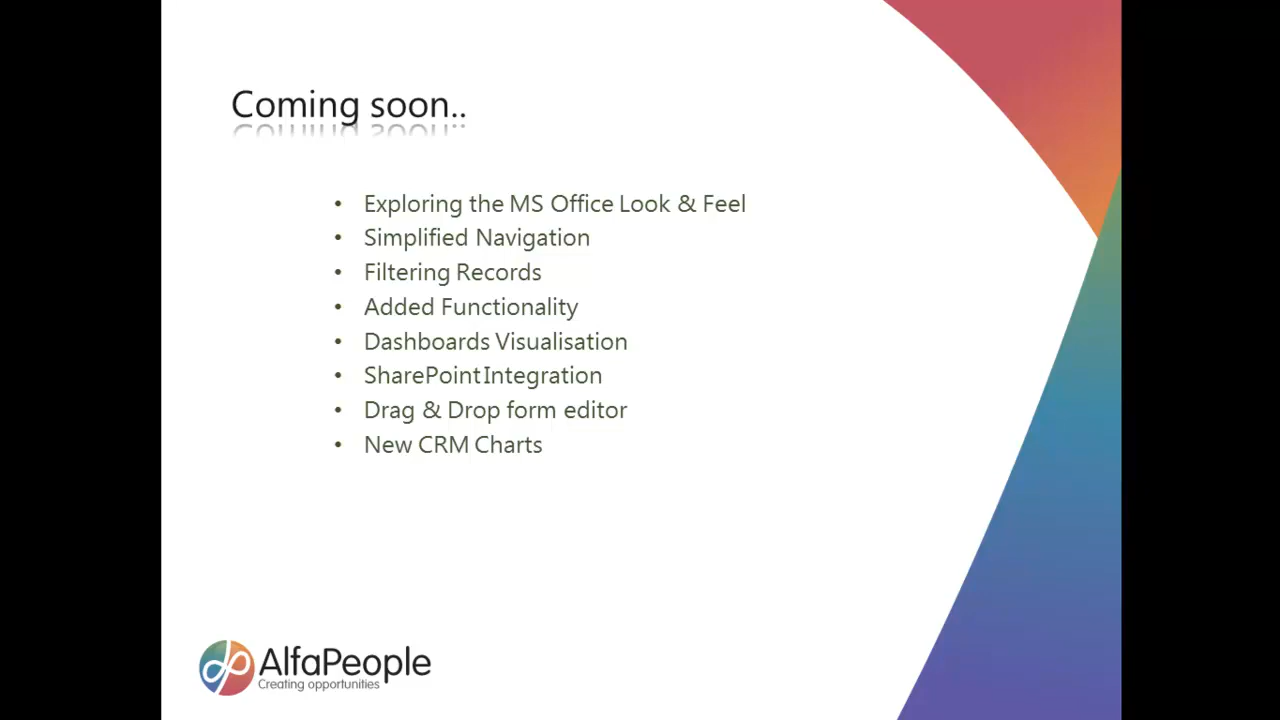 Coming soon..
• Exploring the MS Office Look & Feel
• Simplified Navigation
• Filtering Records
• Added Functionality
• Dashboards Visualisation
• SharePoint Integration
• Drag & Drop form editor
• New CRM Charts
AlfaPeople
Creating opportunities